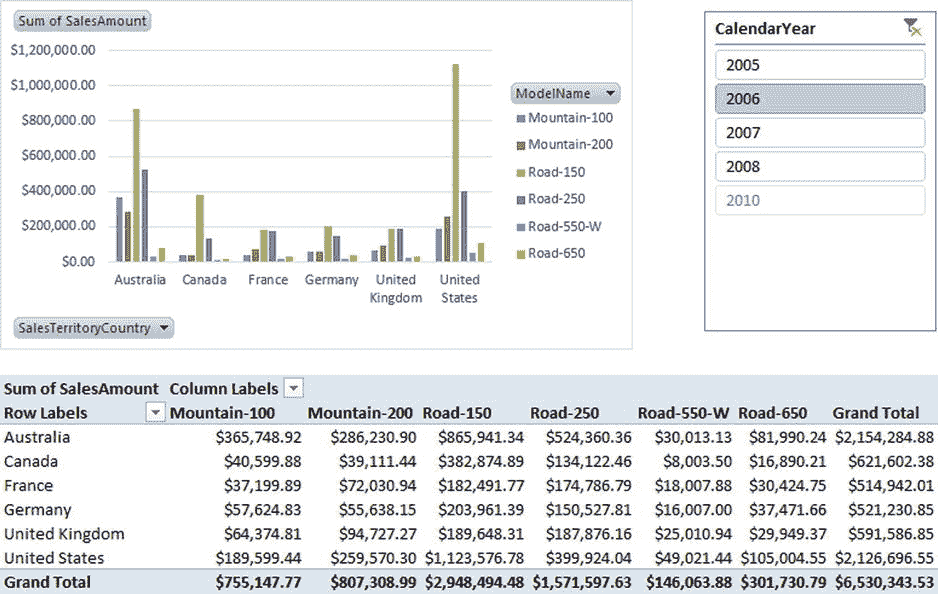 Sum of SalesAmount
$1,200,000.00
$1,000,000.00
$800,000.00
$600,000.00
$400,000.00
$200,000.00
$0.00
Australia Canada France Germany United Kingdom United States
ModelName
Mountain-100
Mountain-200
Road-150
Road-250
Road-550-W
Road-650
SalesTerritoryCountry
CalendarYear
2005
2006
2007
2008
2010
Sum of SalesAmount Column Labels
Row Labels Mountain-100 Mountain-200 Road-150 Road-250 Road-550-W Road-650 Grand Total
Australia $365,748.92 $286,230.90 $865,941.34 $524,360.36 $30,013.13 $81,990.24 $2,154,284.88
Canada $40,599.88 $39,111.44 $382,874.89 $134,122.46 $8,003.50 $16,890.21 $621,602.38
France $37,199.89 $72,030.94 $182,491.77 $174,786.79 $18,007.88 $30,424.75 $514,942.01
Germany $57,624.83 $55,638.15 $203,961.39 $150,527.81 $16,007.00 $37,471.66 $521,230.85
United Kingdom $64,374.81 $94,727.27 $189,648.31 $187,876.16 $25,010.94 $29,949.37 $591,586.85
United States $189,599.44 $259,570.30 $1,123,576.78 $399,924.04 $49,021.44 $105,004.55 $2,126,696.55
Grand Total $755,147.77 $807,308.99 $2,948,494.48 $1,571,597.63 $146,063.88 $301,730.79 $6,530,343.53